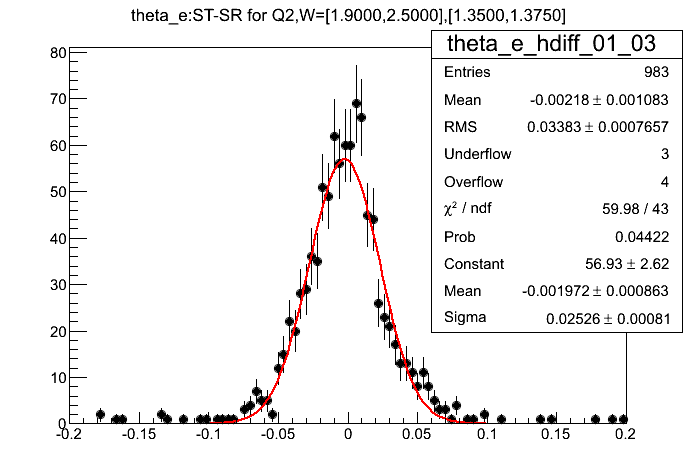 theta_e:ST-SR for Q2,W=[1.9000,2.5000],[1.3500,1.3750]
theta_e_hdiff_01_03
Entries 983
Mean -0.00218 ± 0.001083
RMS 0.03383 ± 0.0007657
Underflow 3
Overflow 4
χ² / ndf 59.98 / 43
Prob 0.04422
Constant 56.93 ± 2.62
Mean -0.001972 ± 0.000863
Sigma 0.02526 ± 0.00081
80
70
60
50
40
30
20
10
0
-0.2 -0.15 -0.1 -0.05 0 0.05 0.1 0.15 0.2